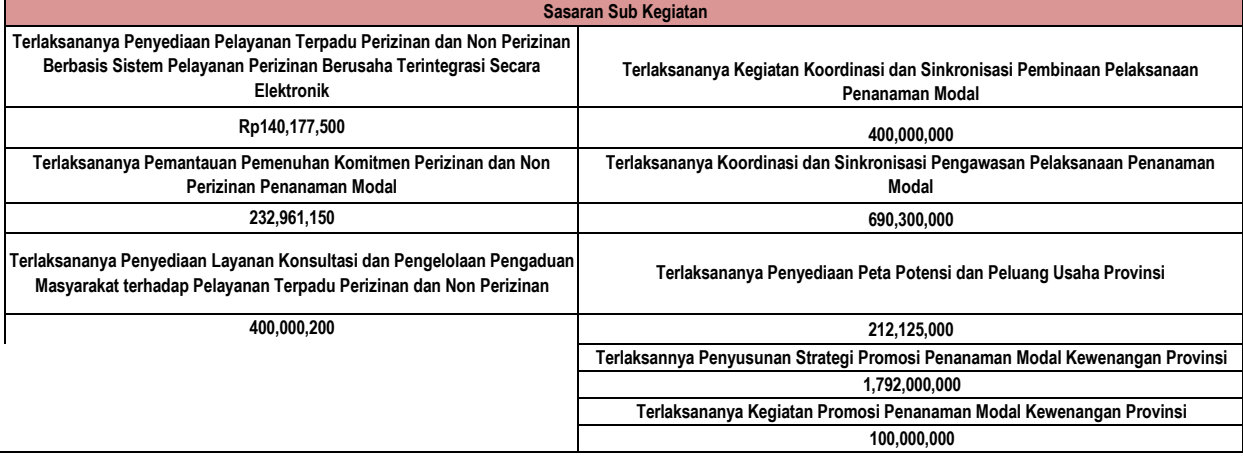 Sasaran Sub Kegiatan
Terlaksananya Penyediaan Pelayanan Terpadu Perizinan dan Non Perizinan
Berbasis Sistem Pelayanan Perizinan Berusaha Terintegrasi Secara
Elektronik
Terlaksananya Kegiatan Koordinasi dan Sinkronisasi Pembinaan Pelaksanaan
Penanaman Modal
Rp140,177,500
400,000,000
Terlaksananya Pemantauan Pemenuhan Komitmen Perizinan dan Non
Perizinan Penanaman Modal
Terlaksananya Koordinasi dan Sinkronisasi Pengawasan Pelaksanaan Penanaman
Modal
232,961,150
690,300,000
Terlaksananya Penyediaan Layanan Konsultasi dan Pengelolaan Pengaduan
Masyarakat terhadap Pelayanan Terpadu Perizinan dan Non Perizinan
Terlaksananya Penyediaan Peta Potensi dan Peluang Usaha Provinsi
400,000,200
212,125,000
Terlaksannya Penyusunan Strategi Promosi Penanaman Modal Kewenangan Provinsi
1,792,000,000
Terlaksananya Kegiatan Promosi Penanaman Modal Kewenangan Provinsi
100,000,000